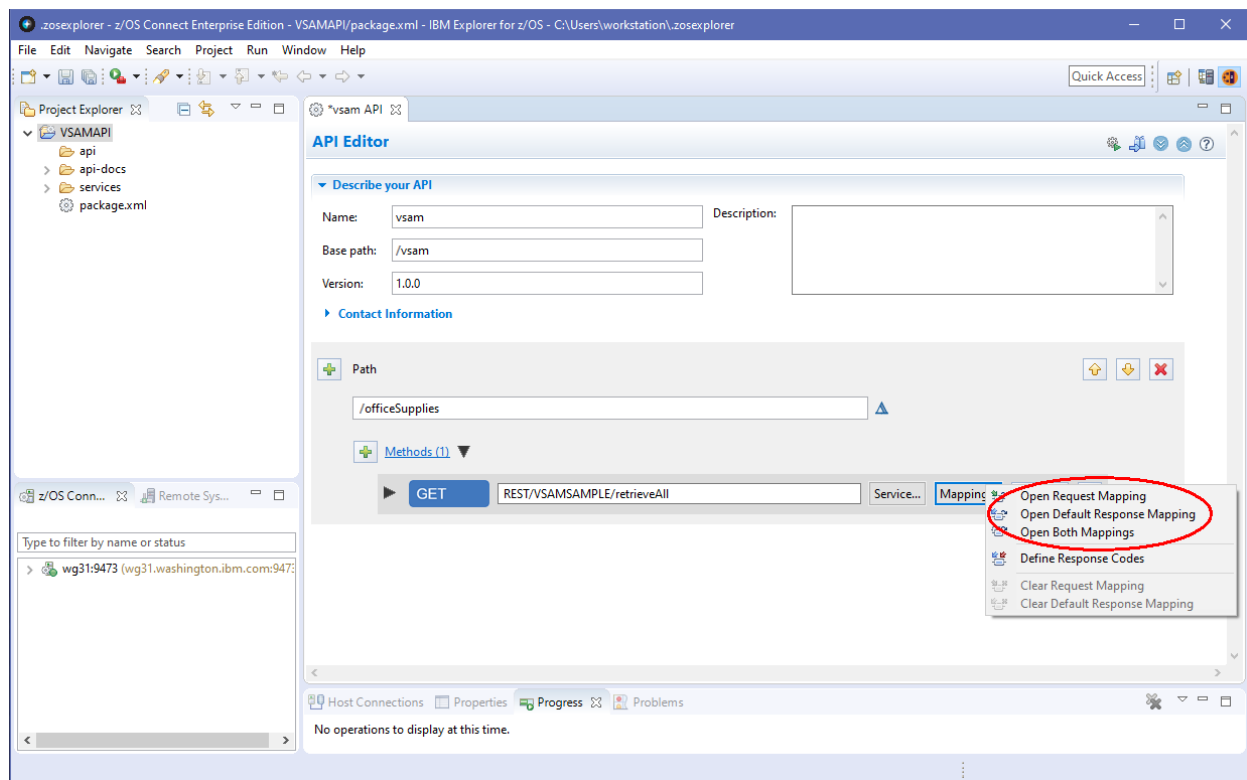 .zosexplorer - z/OS Connect Enterprise Edition - VSAMAPI/package.xml - IBM Explorer for z/OS - C:\Users\workstation\.zosexplorer
File Edit Navigate Search Project Run Window Help
Quick Access
Project Explorer
VSAMAPI
api
api-docs
services
package.xml
*vsam API
API Editor
Describe your API
Name: vsam
Description:
Base path: /vsam
Version: 1.0.0
Contact Information
Path
/officeSupplies
Methods (1)
GET REST/VSAMSAMPLE/retrieveAll Service... Mapping
Open Request Mapping
Open Default Response Mapping
Open Both Mappings
Define Response Codes
Clear Request Mapping
Clear Default Response Mapping
z/OS Conn... Remote Sys...
Type to filter by name or status
wg31:9473 (wg31.washington.ibm.com:947
Host Connections Properties Progress Problems
No operations to display at this time.